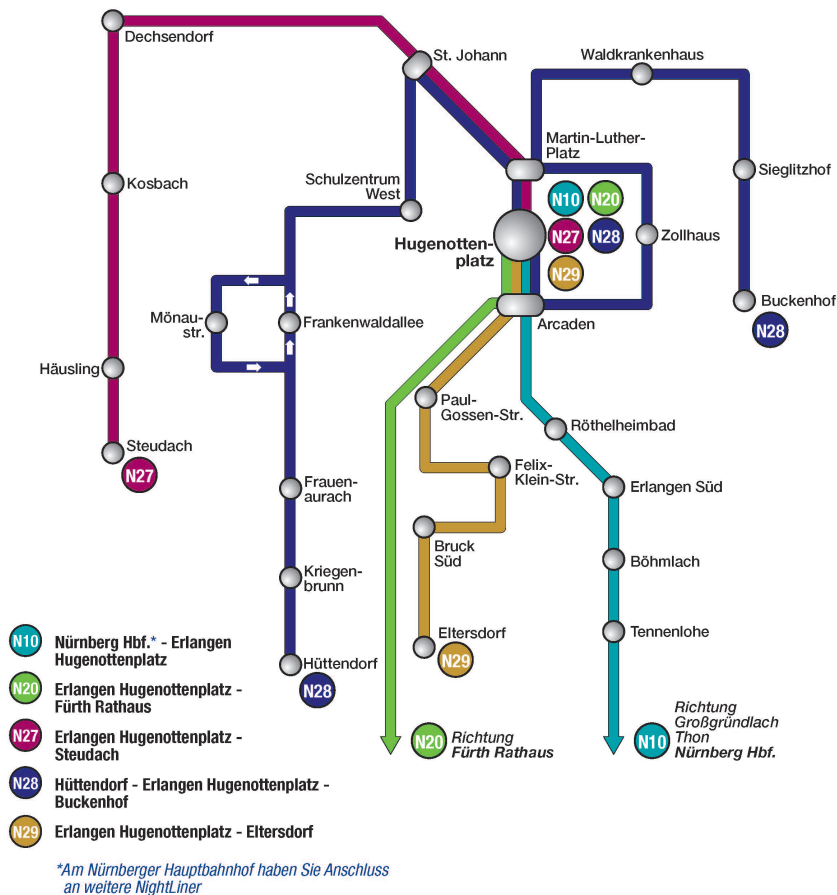 Dechsendorf
St. Johann
Waldkrankenhaus
Martin-Luther-
Platz
Kosbach
Schulzentrum
West
Sieglitzhof
N10
N20
Hugenotten-
platz
N27
N28
Zollhaus
N29
Mönau-
str.
Frankenwaldallee
Arcaden
Buckenhof
N28
Häusling
Paul-
Gossen-Str.
Röthelheimbad
Steudach
N27
Felix-
Klein-Str.
Erlangen Süd
Frauen-
aurach
Bruck
Süd
Böhmlach
Kriegen-
brunn
Eltersdorf
N29
Tennenlohe
Hüttendorf
N28
N20
Richtung
Fürth Rathaus
N10
Richtung
Großgründlach
Thon
Nürnberg Hbf.
N10 Nürnberg Hbf.* - Erlangen
Hugenottenplatz
N20 Erlangen Hugenottenplatz -
Fürth Rathaus
N27 Erlangen Hugenottenplatz -
Steudach
N28 Hüttendorf - Erlangen Hugenottenplatz -
Buckenhof
N29 Erlangen Hugenottenplatz - Eltersdorf
*Am Nürnberger Hauptbahnhof haben Sie Anschluss
an weitere NightLiner